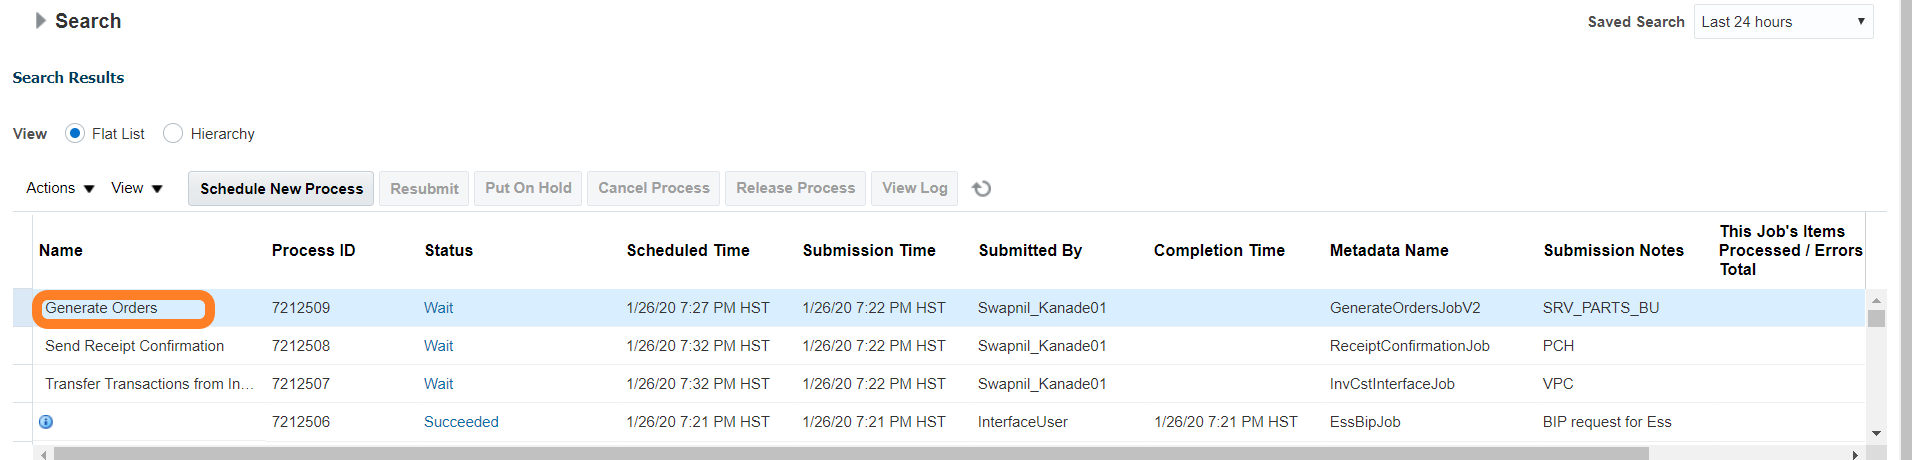 Search
Saved Search Last 24 hours
Search Results
View Flat List Hierarchy
Actions View Schedule New Process Resubmit Put On Hold Cancel Process Release Process View Log
Name Process ID Status Scheduled Time Submission Time Submitted By Completion Time Metadata Name Submission Notes This Job's Items Processed / Errors Total
Generate Orders 7212509 Wait 1/26/20 7:27 PM HST 1/26/20 7:22 PM HST Swapnil_Kanade01 GenerateOrdersJobV2 SRV_PARTS_BU
Send Receipt Confirmation 7212508 Wait 1/26/20 7:32 PM HST 1/26/20 7:22 PM HST Swapnil_Kanade01 ReceiptConfirmationJob PCH
Transfer Transactions from In... 7212507 Wait 1/26/20 7:32 PM HST 1/26/20 7:22 PM HST Swapnil_Kanade01 InvCstInterfaceJob VPC
7212506 Succeeded 1/26/20 7:21 PM HST 1/26/20 7:21 PM HST InterfaceUser 1/26/20 7:21 PM HST EssBipJob BIP request for Ess